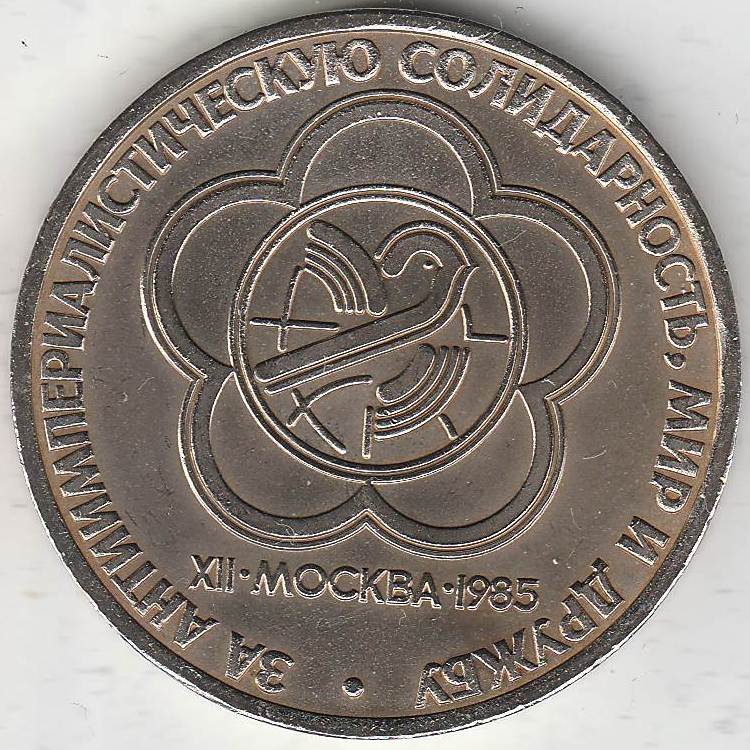 ЗА АНТИИМПЕРИАЛИСТИЧЕСКУЮ СОЛИДАРНОСТЬ, МИР И ДРУЖБУ
XII·МОСКВА·1985